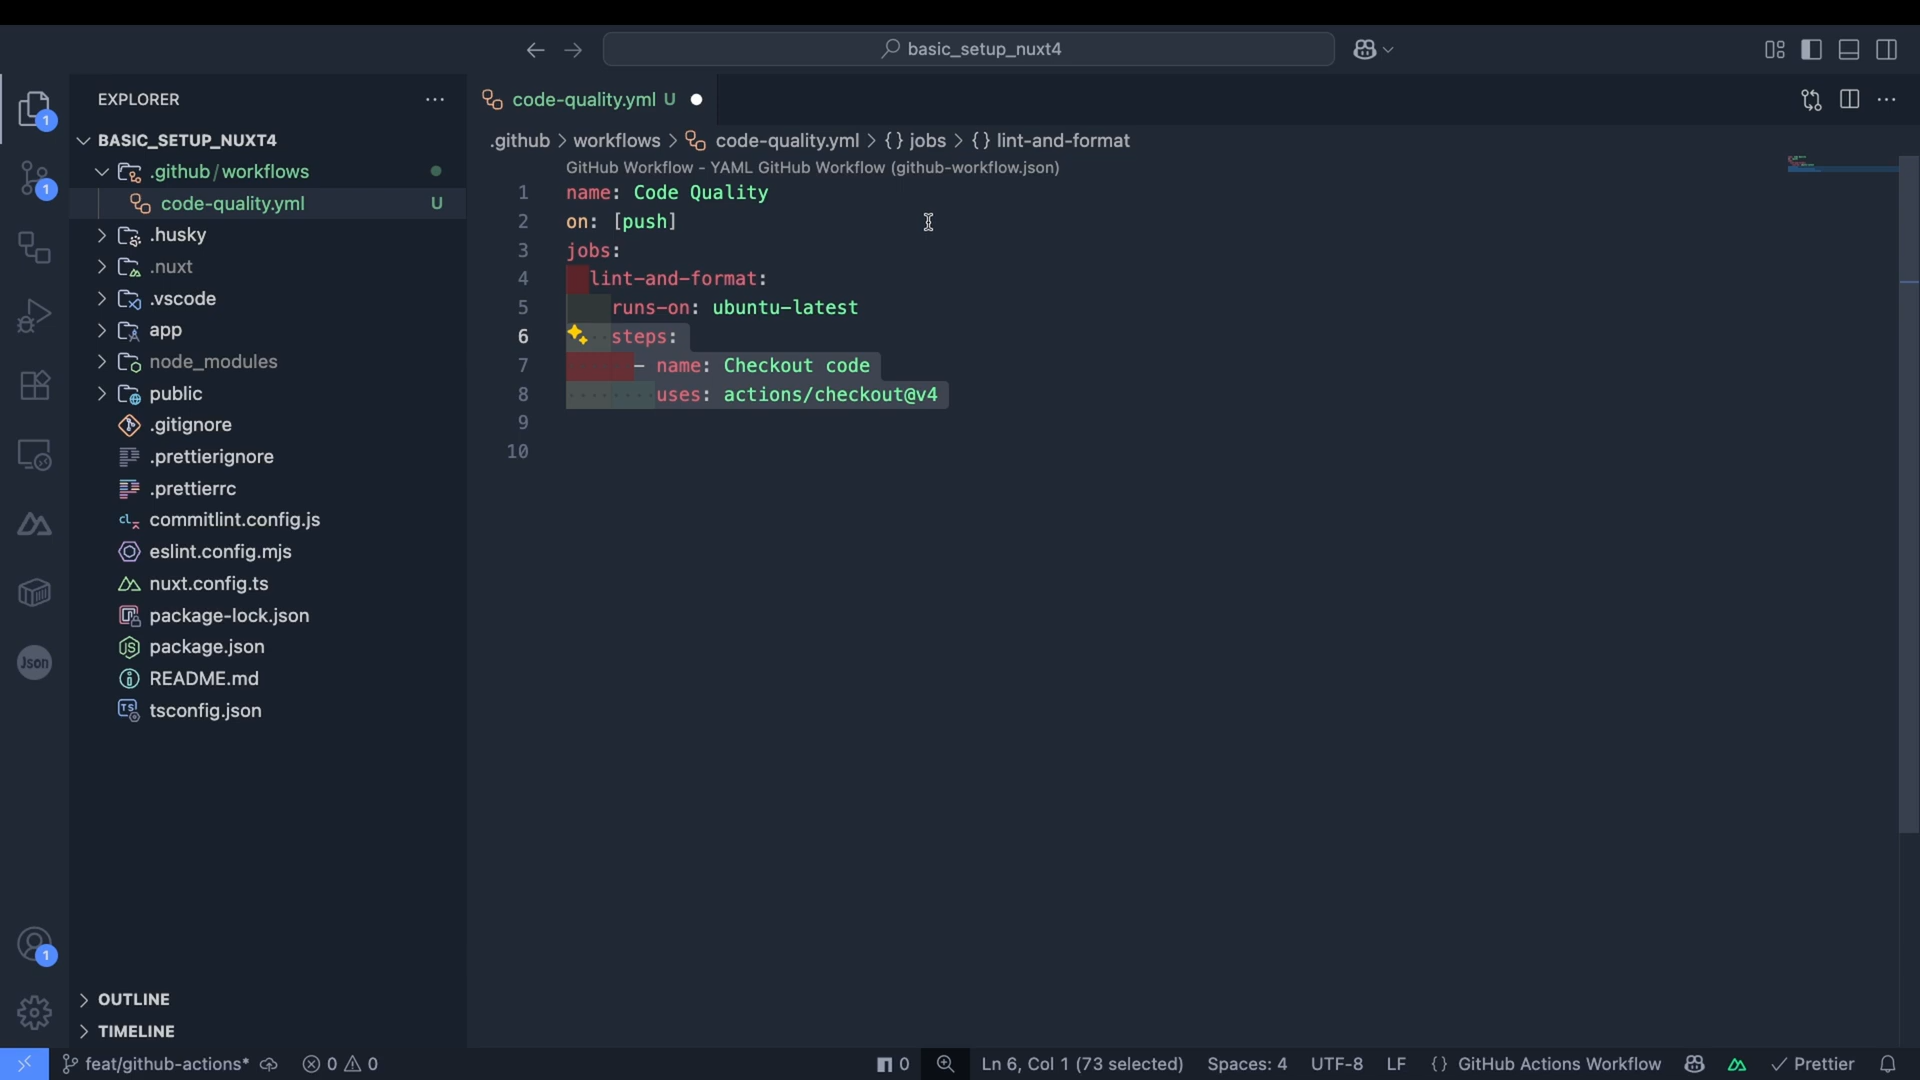 basic_setup_nuxt4
EXPLORER
BASIC_SETUP_NUXT4
.github/workflows
code-quality.yml U
.husky
.nuxt
.vscode
app
node_modules
public
.gitignore
.prettierignore
.prettierrc
commitlint.config.js
eslint.config.mjs
nuxt.config.ts
package-lock.json
package.json
README.md
tsconfig.json
OUTLINE
TIMELINE
1
1
Json
1
code-quality.yml U
.github > workflows > code-quality.yml > {} jobs > {} lint-and-format
GitHub Workflow - YAML GitHub Workflow (github-workflow.json)
1 name: Code Quality
2 on: [push]
3 jobs:
4 lint-and-format:
5 runs-on: ubuntu-latest
6 steps:
7 - name: Checkout code
8 uses: actions/checkout@v4
9
10
feat/github-actions* 0 0 0 Ln 6, Col 1 (73 selected) Spaces: 4 UTF-8 LF {} GitHub Actions Workflow Prettier